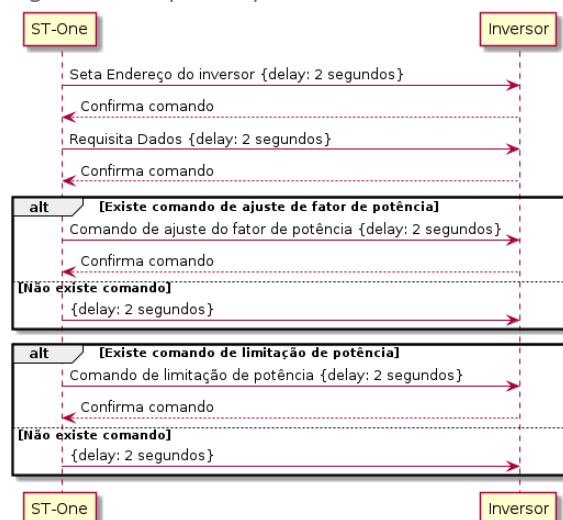 ST-One Inversor
Seta Endereço do inversor {delay: 2 segundos}
Confirma comando
Requisita Dados {delay: 2 segundos}
Confirma comando
alt [Existe comando de ajuste de fator de potência]
Comando de ajuste do fator de potência {delay: 2 segundos}
Confirma comando
[Não existe comando]
{delay: 2 segundos}
alt [Existe comando de limitação de potência]
Comando de limitação de potência {delay: 2 segundos}
Confirma comando
[Não existe comando]
{delay: 2 segundos}
ST-One Inversor